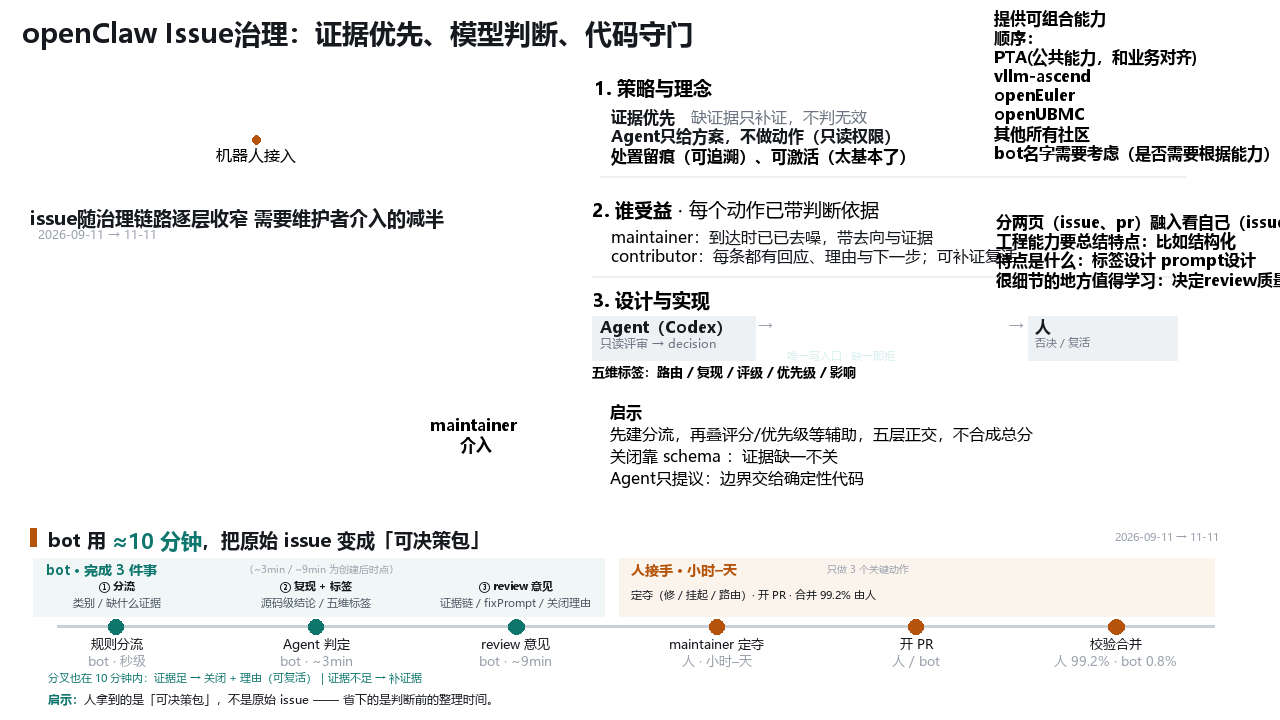 openClaw Issue治理：证据优先、模型判断、代码守门
提供可组合能力
顺序：
PTA(公共能力，和业务对齐)
vllm-ascend
openEuler
openUBMC
其他所有社区
bot名字需要考虑（是否需要根据能力）
机器人接入
issue随治理链路逐层收窄 需要维护者介入的减半
2026-09-11 → 11-11
maintainer
介入
1. 策略与理念
证据优先 缺证据只补证，不判无效
Agent只给方案，不做动作（只读权限）
处置留痕（可追溯）、可激活（太基本了）
2. 谁受益 · 每个动作已带判断依据
maintainer：到达时已已去噪，带去向与证据
contributor：每条都有回应、理由与下一步；可补证复
分两页（issue、pr）融入看自己（issue
工程能力要总结特点：比如结构化
特点是什么：标签设计 prompt设计
很细节的地方值得学习：决定review质量
3. 设计与实现
Agent（Codex）
只读评审 → decision
→
唯一写入口 · 缺一即拒
→
人
否决 / 复活
五维标签：路由 / 复现 / 评级 / 优先级 / 影响
启示
先建分流，再叠评分/优先级等辅助，五层正交，不合成总分
关闭靠 schema ：证据缺一不关
Agent只提议：边界交给确定性代码
bot 用 ≈10 分钟，把原始 issue 变成「可决策包」
2026-09-11 → 11-11
bot • 完成 3 件事
（~3min / ~9min 为创建后时点）
① 分流
类别 / 缺什么证据
② 复现 + 标签
源码级结论 / 五维标签
③ review 意见
证据链 / fixPrompt / 关闭理由
人接手 • 小时–天
只做 3 个关键动作
定夺（修 / 挂起 / 路由）· 开 PR · 合并 99.2% 由人
规则分流
bot · 秒级
Agent 判定
bot · ~3min
review 意见
bot · ~9min
maintainer 定夺
人 · 小时–天
开 PR
人 / bot
校验合并
人 99.2% · bot 0.8%
分叉也在 10 分钟内：证据足 → 关闭 + 理由（可复活）｜证据不足 → 补证据
启示：人拿到的是「可决策包」，不是原始 issue —— 省下的是判断前的整理时间。